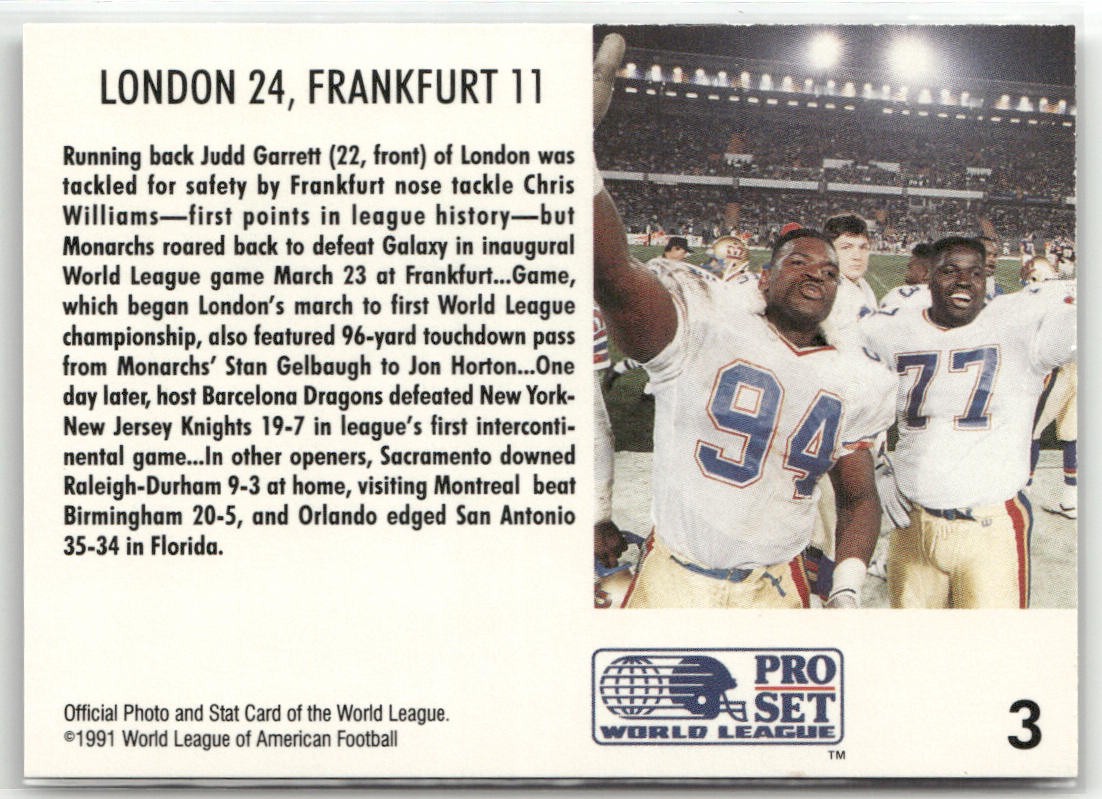 LONDON 24, FRANKFURT 11
Running back Judd Garrett (22, front) of London was
tackled for safety by Frankfurt nose tackle Chris
Williams—first points in league history—but
Monarchs roared back to defeat Galaxy in inaugural
World League game March 23 at Frankfurt...Game,
which began London's march to first World League
championship, also featured 96-yard touchdown pass
from Monarchs' Stan Gelbaugh to Jon Horton...One
day later, host Barcelona Dragons defeated New York-
New Jersey Knights 19-7 in league's first interconti-
nental game...In other openers, Sacramento downed
Raleigh-Durham 9-3 at home, visiting Montreal beat
Birmingham 20-5, and Orlando edged San Antonio
35-34 in Florida.
94
77
Official Photo and Stat Card of the World League.
©1991 World League of American Football
PRO
SET
WORLD LEAGUE
TM
3